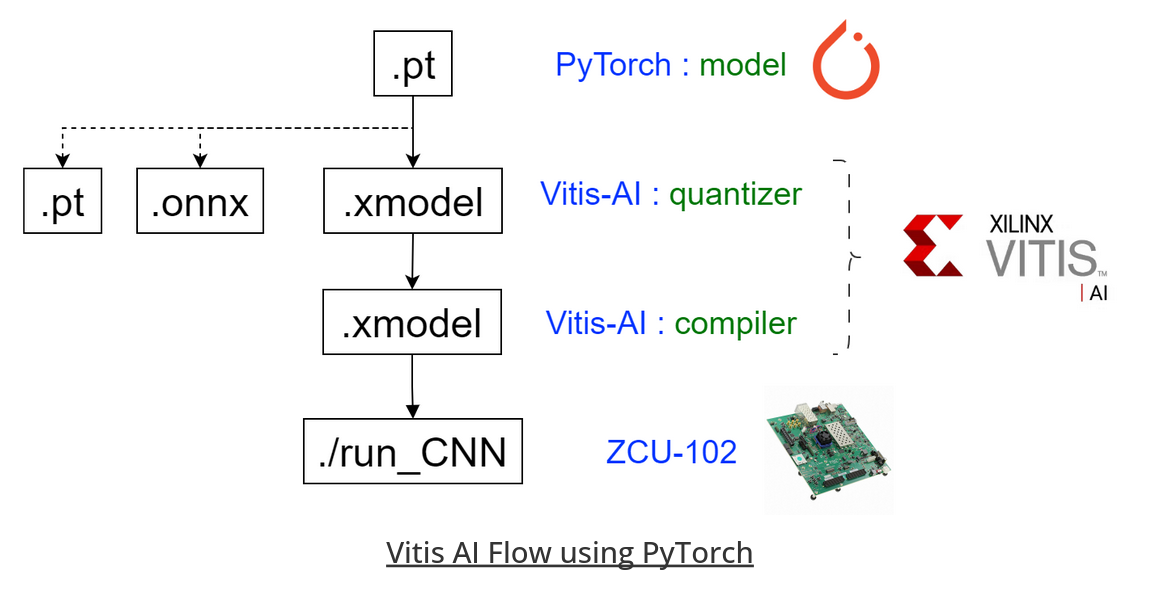 .pt
PyTorch : model
.pt
.onnx
.xmodel
Vitis-AI : quantizer
XILINX
VITIS™
| AI
.xmodel
Vitis-AI : compiler
./run_CNN
ZCU-102
Vitis AI Flow using PyTorch